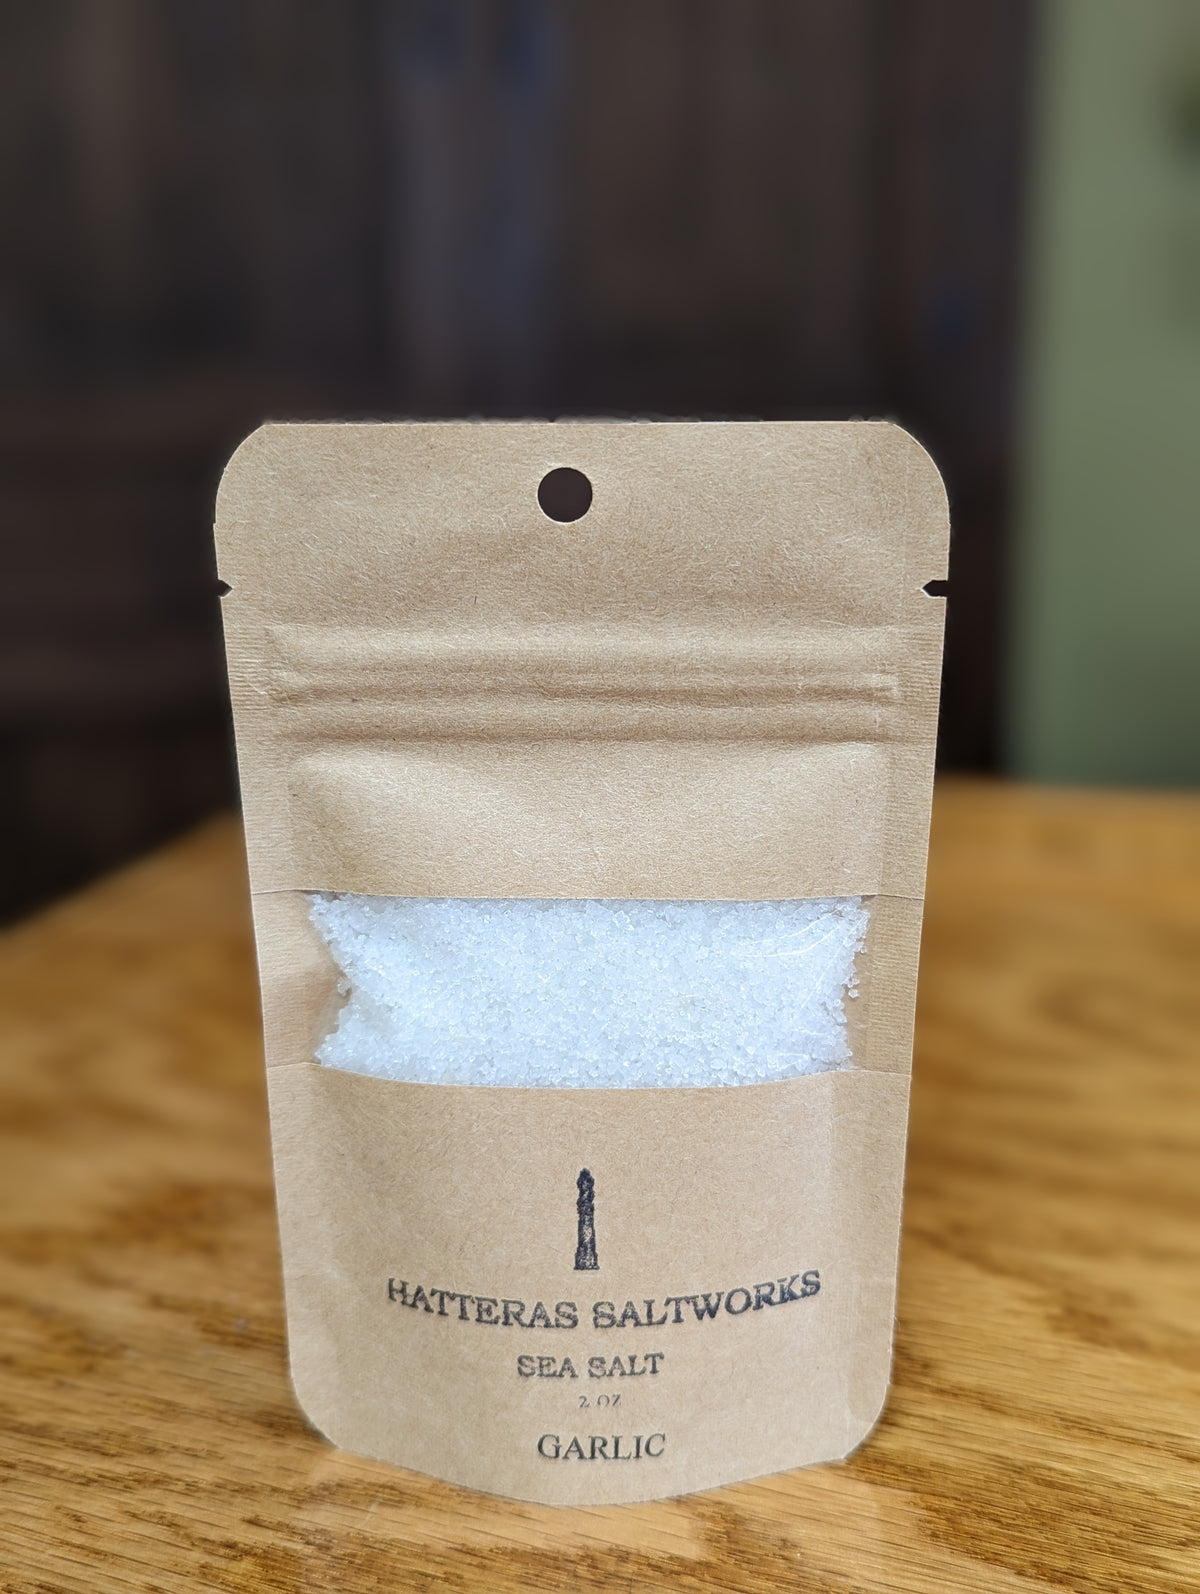 HATTERAS SALTWORKS
SEA SALT
2 OZ
GARLIC